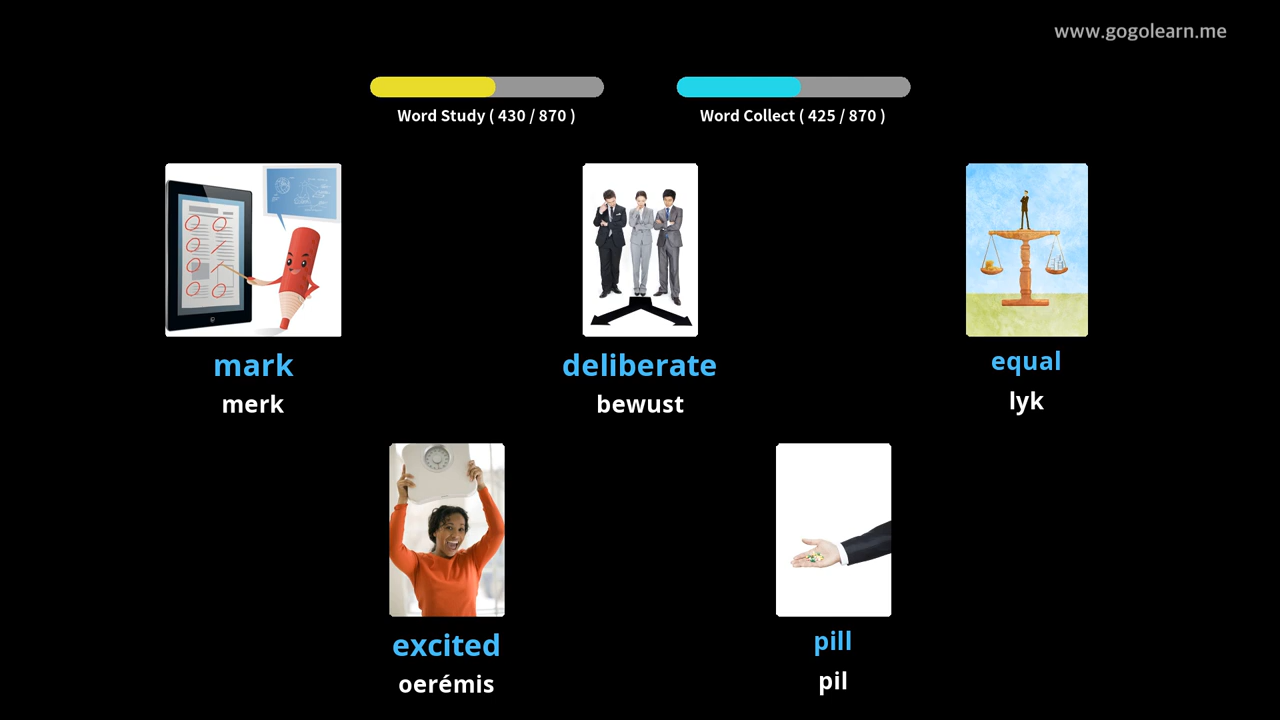 www.gogolearn.me
Word Study ( 430 / 870 )
Word Collect ( 425 / 870 )
mark
merk
deliberate
bewust
equal
lyk
excited
oerémis
pill
pil